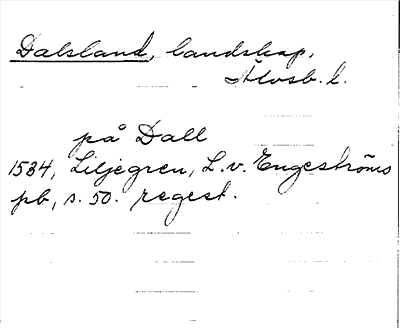 Dalsland, landskap,
Älvsb. l.
på Dall
1534, Liljegren, L. v. Engeströms
pb, s. 50. regest.